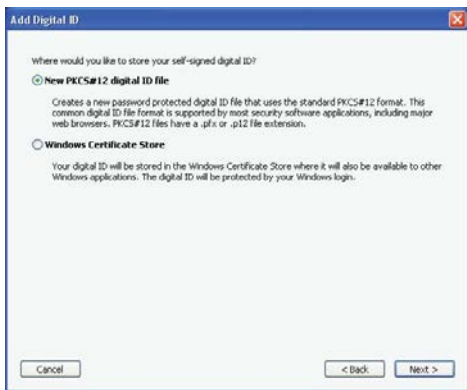 Add Digital ID
Where would you like to store your self-signed digital ID?
New PKCS#12 digital ID file
Creates a new password protected digital ID file that uses the standard PKCS#12 format. This
common digital ID file format is supported by most security software applications, including major
web browsers. PKCS#12 files have a .pfx or .p12 file extension.
Windows Certificate Store
Your digital ID will be stored in the Windows Certificate Store where it will also be available to other
Windows applications. The digital ID will be protected by your Windows login.
Cancel
< Back
Next >